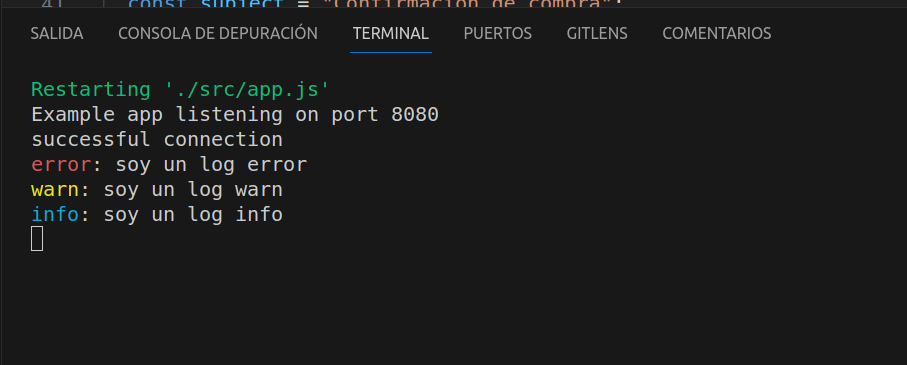 41 const subject = "Confirmación de compra";
SALIDA CONSOLA DE DEPURACIÓN TERMINAL PUERTOS GITLENS COMENTARIOS
Restarting './src/app.js'
Example app listening on port 8080
successful connection
error: soy un log error
warn: soy un log warn
info: soy un log info